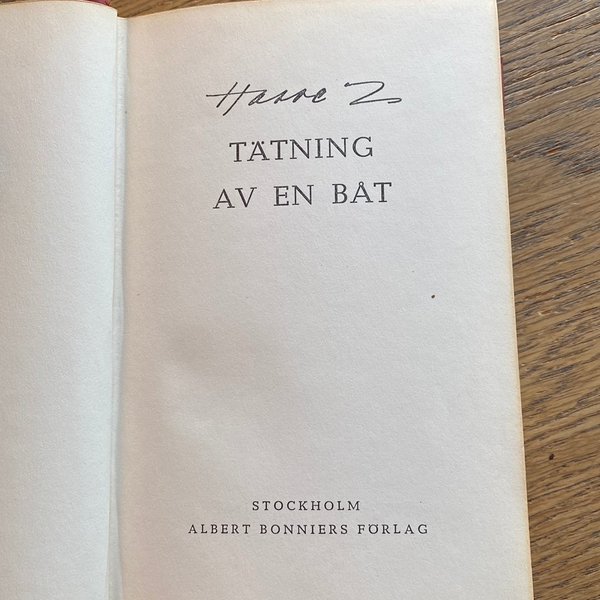 Hasse Z
TÄTNING
AV EN BÅT
STOCKHOLM
ALBERT BONNIERS FÖRLAG